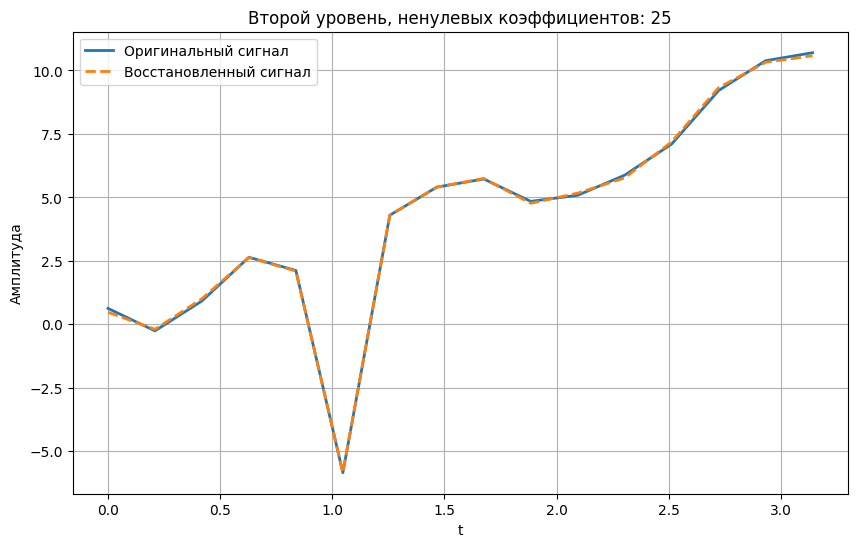 Второй уровень, ненулевых коэффициентов: 25
Оригинальный сигнал
Восстановленный сигнал
Амплитуда
10.0
7.5
5.0
2.5
0.0
−2.5
−5.0
0.0 0.5 1.0 1.5 2.0 2.5 3.0
t